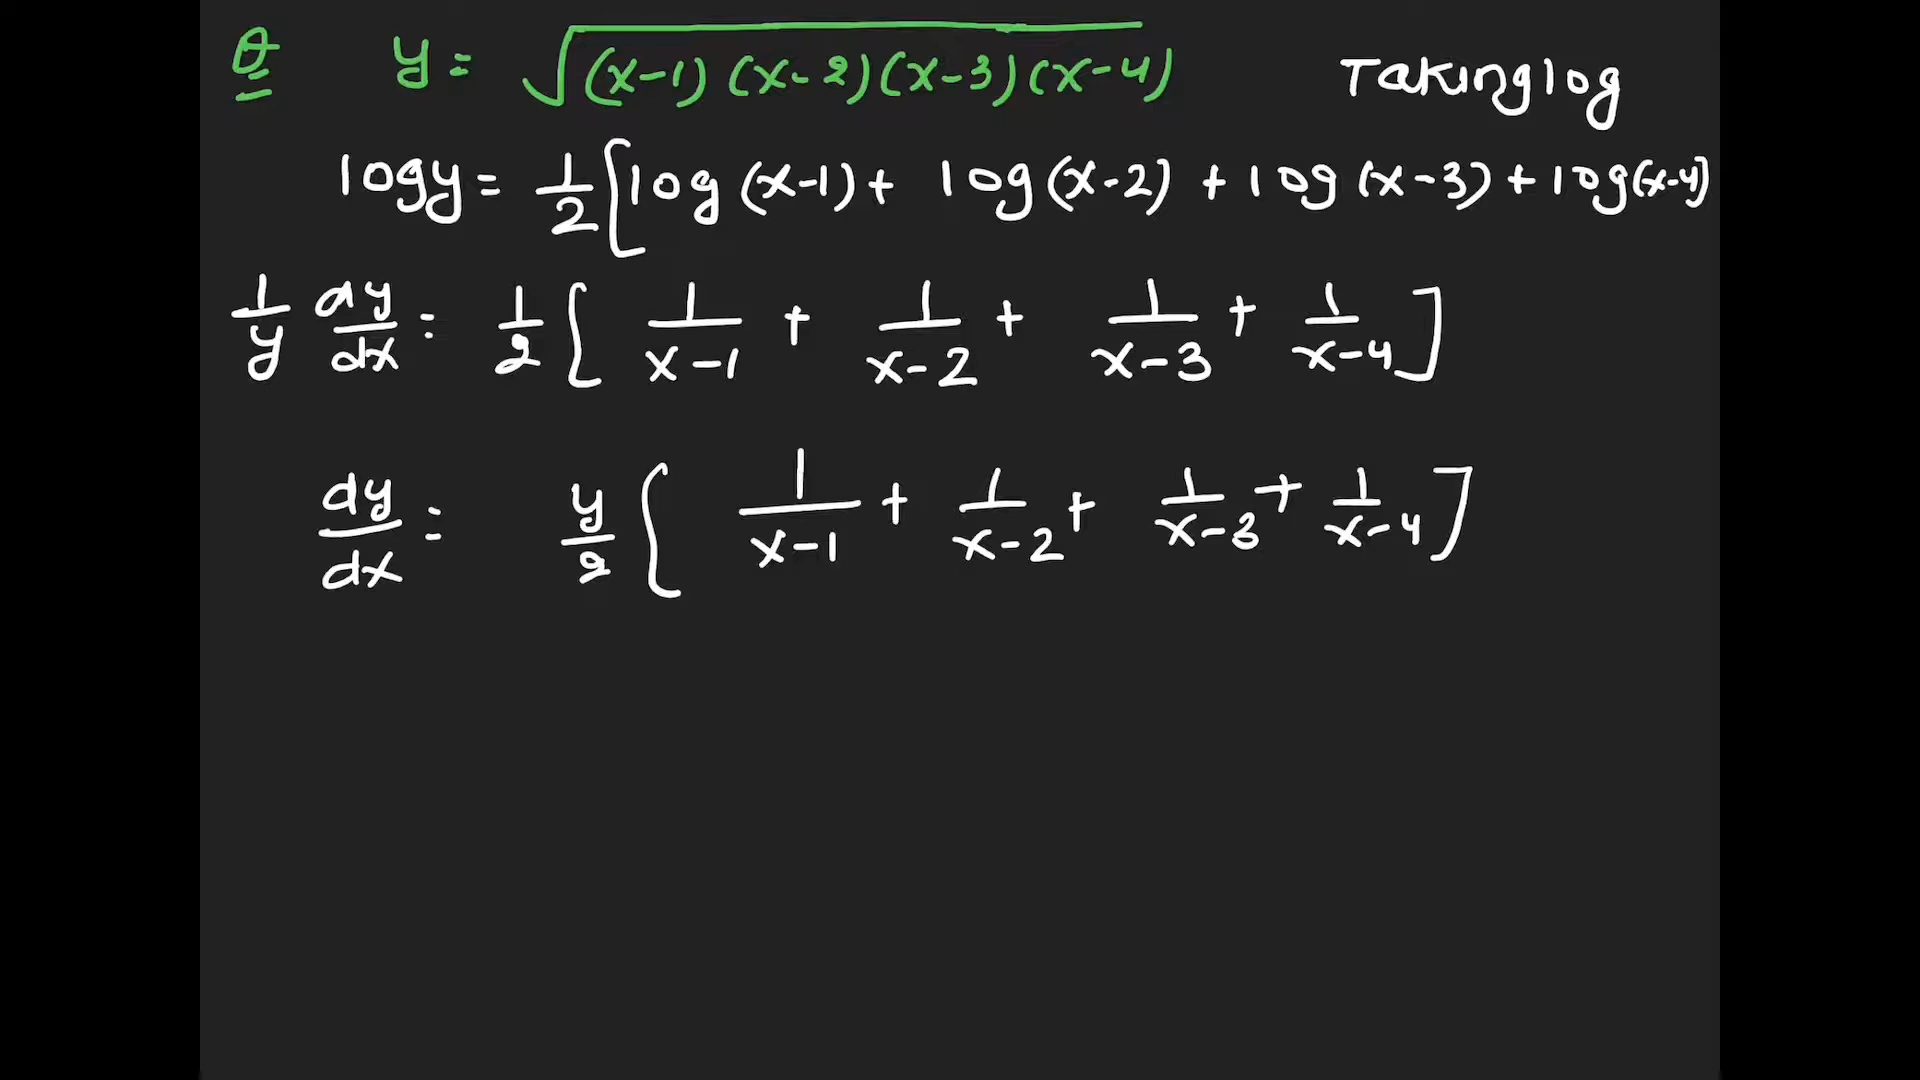 Q y = √(x-1)(x-2)(x-3)(x-4) Taking log
logy = 1/2 [log(x-1) + log(x-2) + log(x-3) + log(x-4)
1/y dy/dx = 1/2 [ 1/(x-1) + 1/(x-2) + 1/(x-3) + 1/(x-4) ]
dy/dx = y/2 [ 1/(x-1) + 1/(x-2) + 1/(x-3) + 1/(x-4) ]